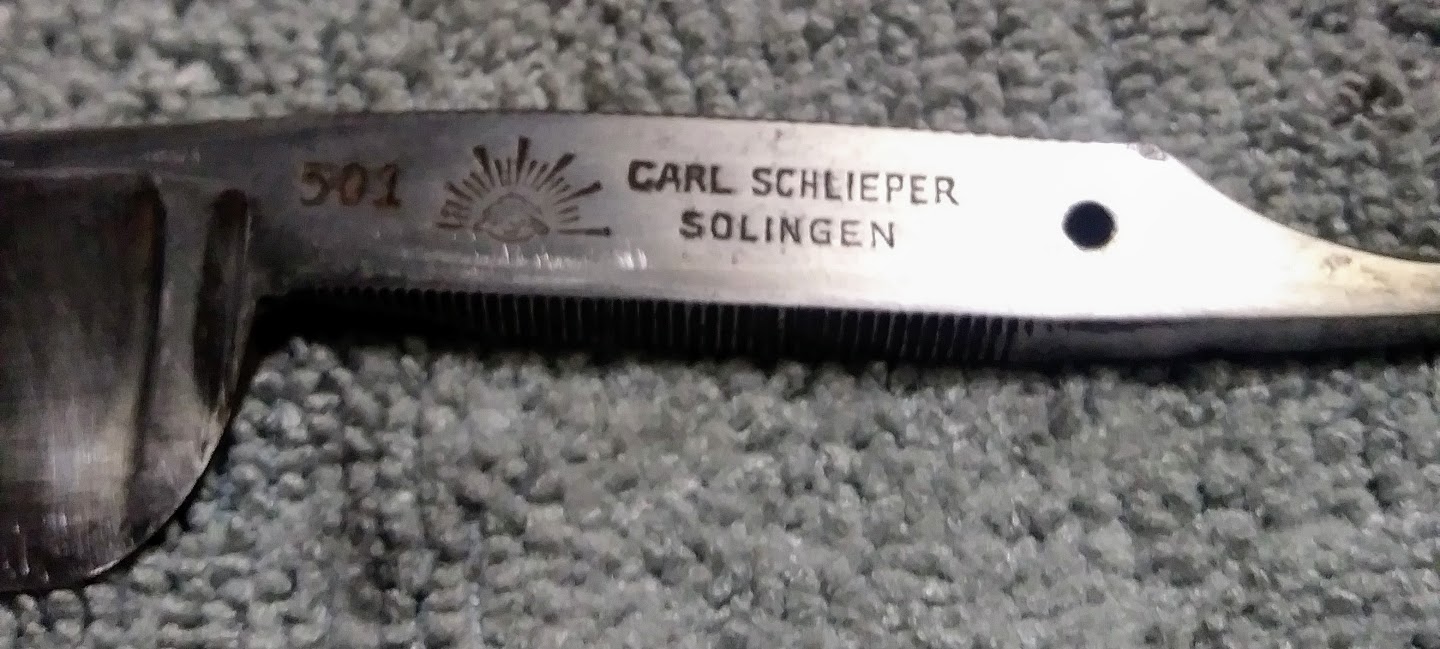 501
CARL SCHLIEPER
SOLINGEN